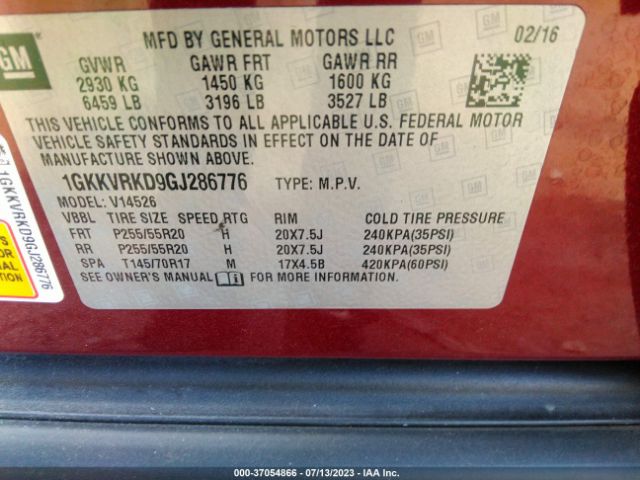 GM
MFD BY GENERAL MOTORS LLC 02/16
GVWR GAWR FRT GAWR RR
2930 KG 1450 KG 1600 KG
6459 LB 3196 LB 3527 LB
THIS VEHICLE CONFORMS TO ALL APPLICABLE U.S. FEDERAL MOTOR
VEHICLE SAFETY STANDARDS IN EFFECT ON THE DATE OF
MANUFACTURE SHOWN ABOVE.
1GKKVRKD9GJ286776 TYPE: M.P.V.
MODEL: V14526
VBBL TIRE SIZE SPEED RTG RIM COLD TIRE PRESSURE
FRT P255/55R20 H 20X7.5J 240KPA(35PSI)
RR P255/55R20 H 20X7.5J 240KPA(35PSI)
SPA T145/70R17 M 17X4.5B 420KPA(60PSI)
SEE OWNER'S MANUAL i FOR MORE INFORMATION.
1GKKVRKD9GJ286776
000-37054866 - 07/13/2023 - IAA Inc.